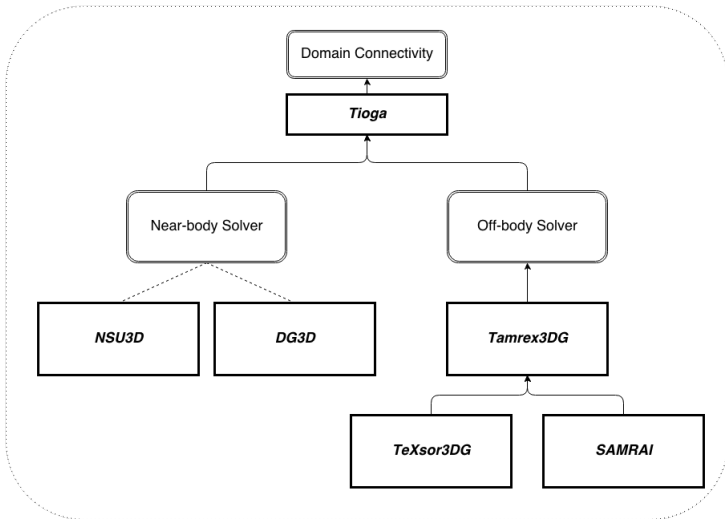 Domain Connectivity
Tioga
Near-body Solver
Off-body Solver
NSU3D
DG3D
Tamrex3DG
TeXsor3DG
SAMRAI